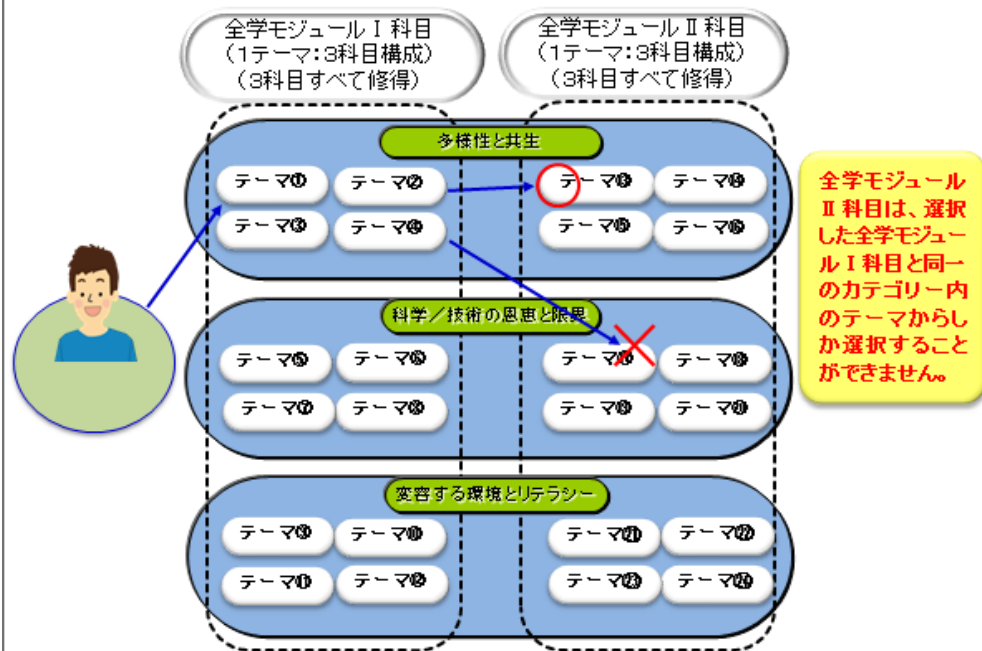 全学モジュールⅠ科目
(1テーマ:3科目構成)
(3科目すべて修得)
全学モジュールⅡ科目
(1テーマ:3科目構成)
(3科目すべて修得)
多様性と共生
テーマ① テーマ② テーマ⑬ テーマ⑭
テーマ③ テーマ④ テーマ⑮ テーマ⑯
科学/技術の恩恵と限界
テーマ⑤ テーマ⑥ テーマ テーマ⑱
テーマ⑦ テーマ⑧ テーマ⑲ テーマ⑳
変容する環境とリテラシー
テーマ⑨ テーマ⑩ テーマ㉑ テーマ㉒
テーマ⑪ テーマ⑫ テーマ㉓ テーマ㉔
全学モジュール
Ⅱ科目は、選択
した全学モジュー
ルⅠ科目と同一
のカテゴリー内
のテーマからし
か選択すること
ができません。